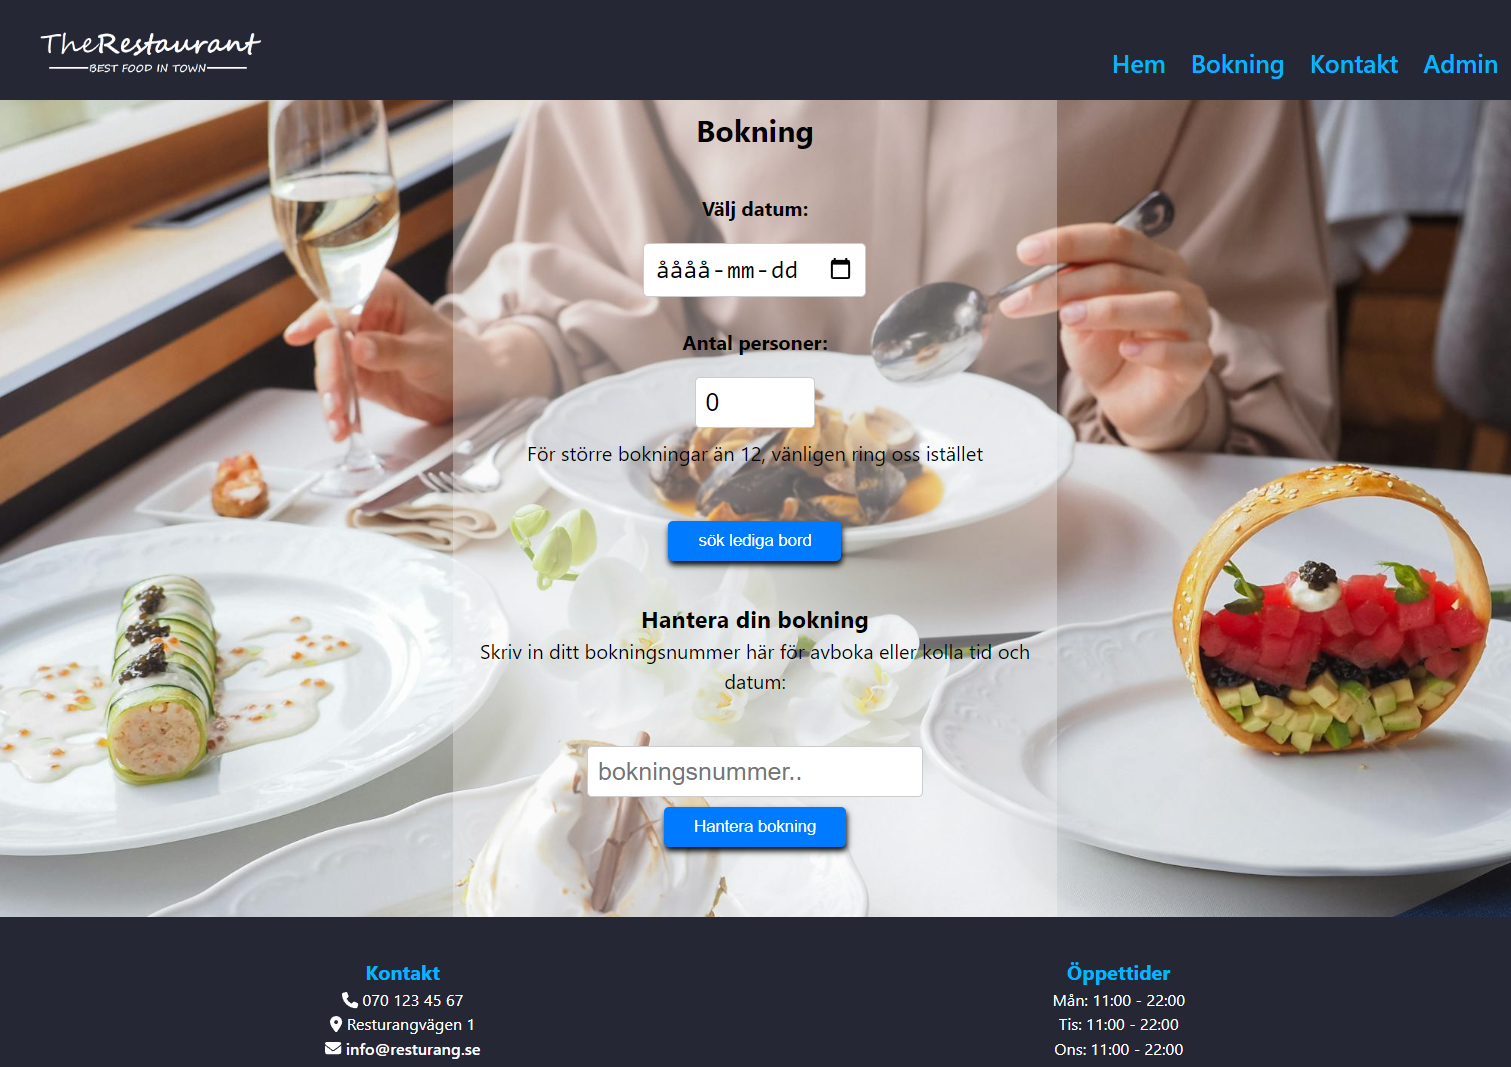 TheRestaurant
BEST FOOD IN TOWN
Hem Bokning Kontakt Admin
Bokning
Välj datum:
åååå-mm-dd
Antal personer:
0
För större bokningar än 12, vänligen ring oss istället
sök lediga bord
Hantera din bokning
Skriv in ditt bokningsnummer här för avboka eller kolla tid och
datum:
bokningsnummer..
Hantera bokning
Kontakt
070 123 45 67
Resturangvägen 1
info@resturang.se
Öppettider
Mån: 11:00 - 22:00
Tis: 11:00 - 22:00
Ons: 11:00 - 22:00